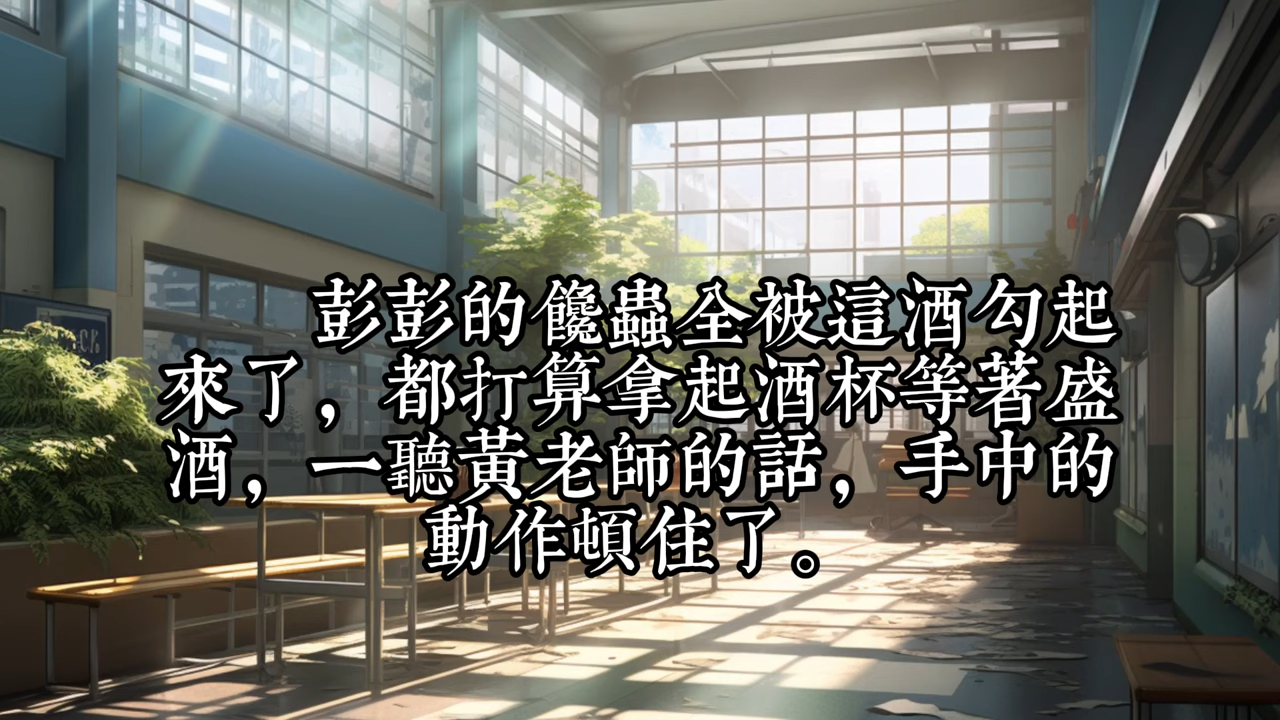 彭彭的饞蟲全被這酒勾起
來了，都打算拿起酒杯等著盛
酒，一聽黃老師的話，手中的
動作頓住了。